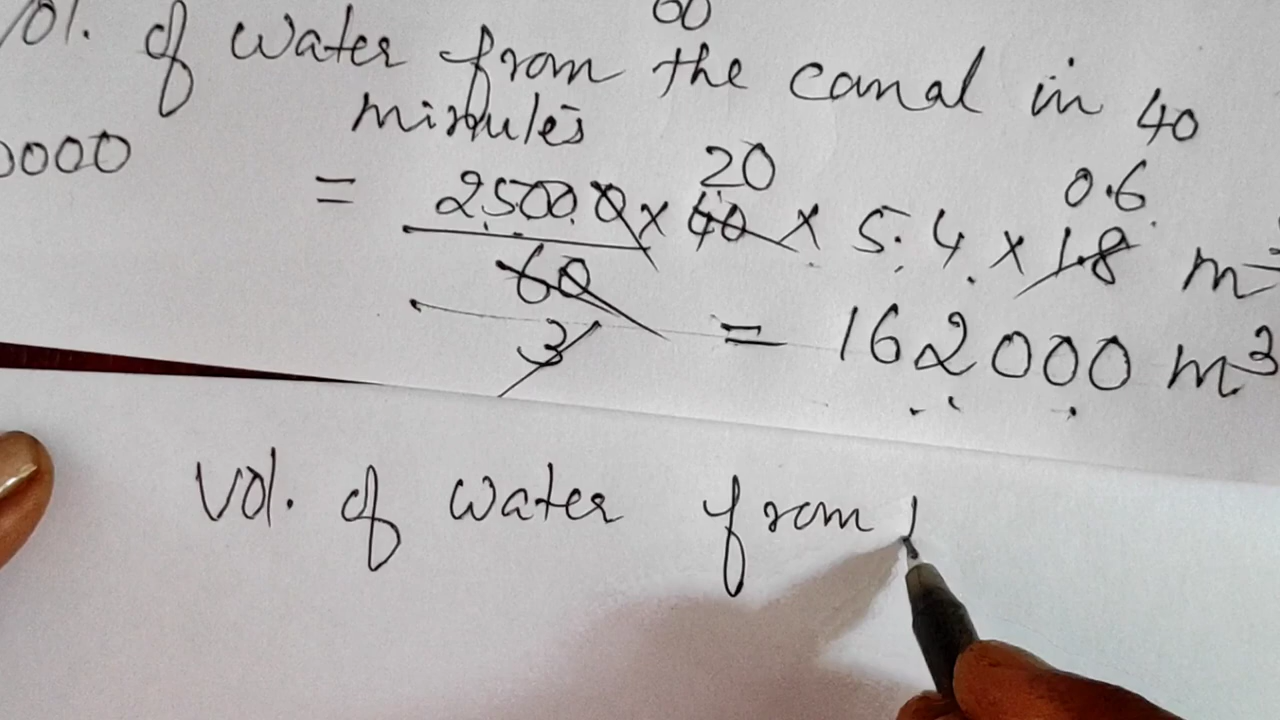 60
Vol. of water from the canal in 40
minutes
0000
= 25000 x 40 x 5.4 x 1.8 m³
20
0.6
60
3
= 162000 m³
Vol. of water from